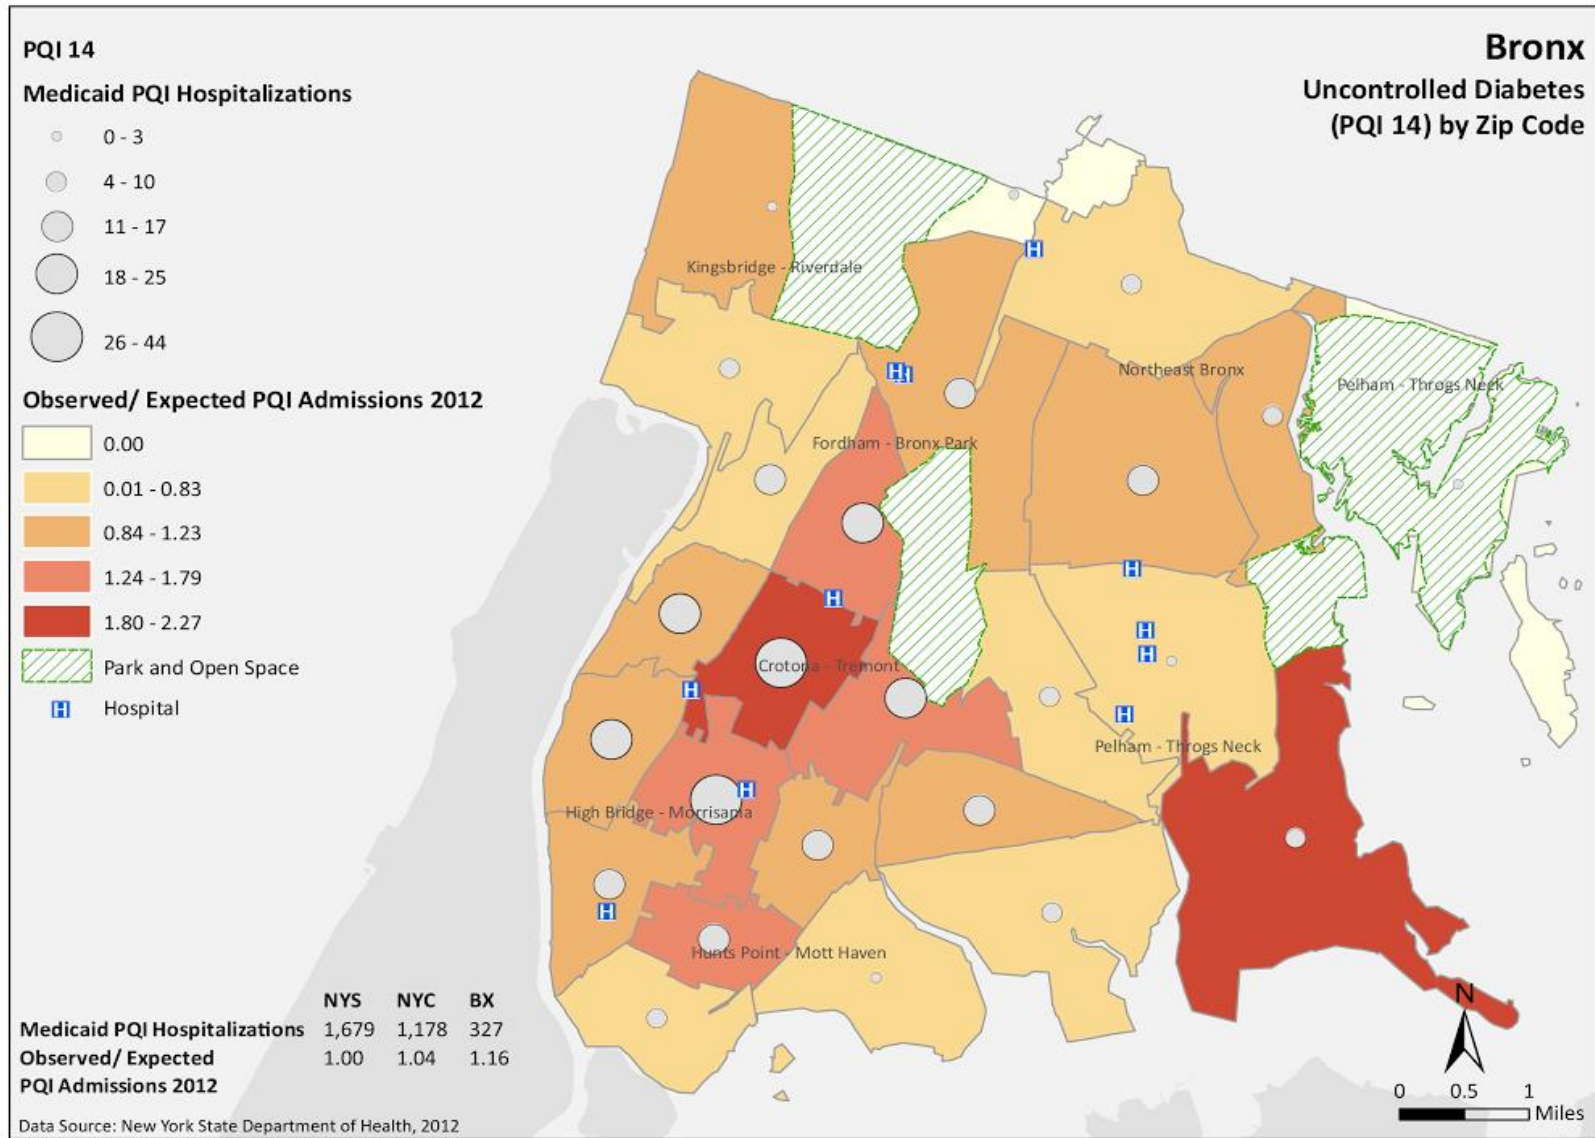 PQI 14
Medicaid PQI Hospitalizations
0 - 3
4 - 10
11 - 17
18 - 25
26 - 44
Observed/ Expected PQI Admissions 2012
0.00
0.01 - 0.83
0.84 - 1.23
1.24 - 1.79
1.80 - 2.27
Park and Open Space
H Hospital
Bronx
Uncontrolled Diabetes
(PQI 14) by Zip Code
H
Kingsbridge - Riverdale
Northeast Bronx
H H
Pelham - Throgs Neck
Fordham - Bronx Park
H
H
H
H
Crotona - Tremont
H
H
Pelham - Throgs Neck
H
High Bridge - Morrisania
H
Hunts Point - Mott Haven
NYS NYC BX
Medicaid PQI Hospitalizations 1,679 1,178 327
Observed/ Expected 1.00 1.04 1.16
PQI Admissions 2012
Data Source: New York State Department of Health, 2012
N
0 0.5 1
Miles